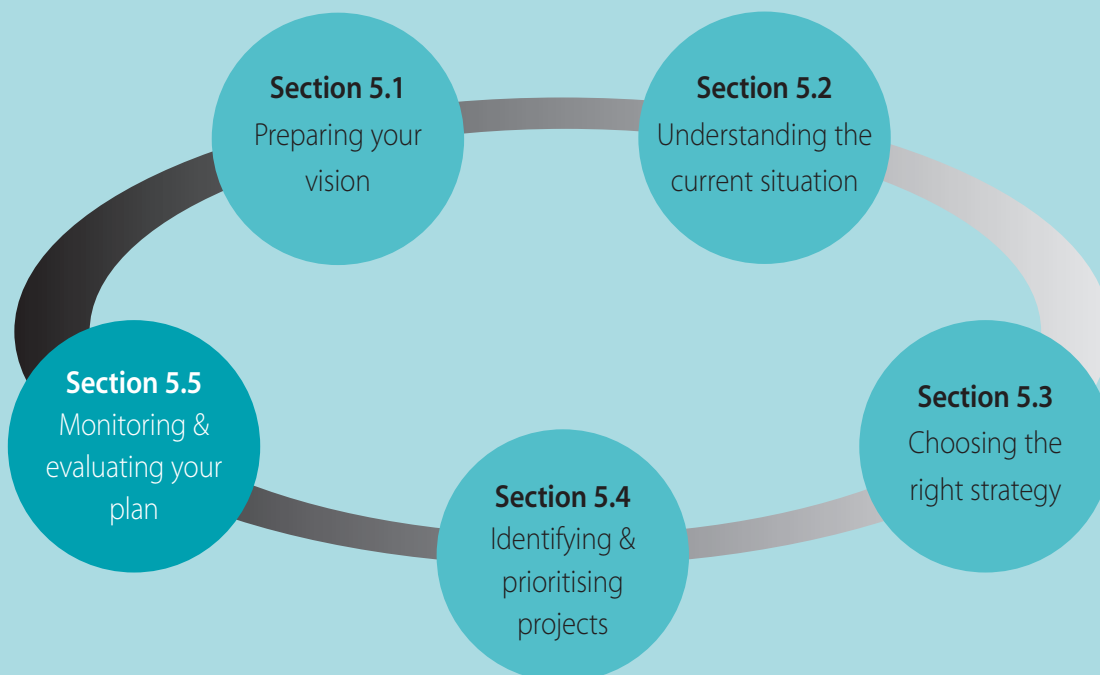 Section 5.1
Preparing your
vision
Section 5.2
Understanding the
current situation
Section 5.3
Choosing the
right strategy
Section 5.4
Identifying &
prioritising
projects
Section 5.5
Monitoring &
evaluating your
plan